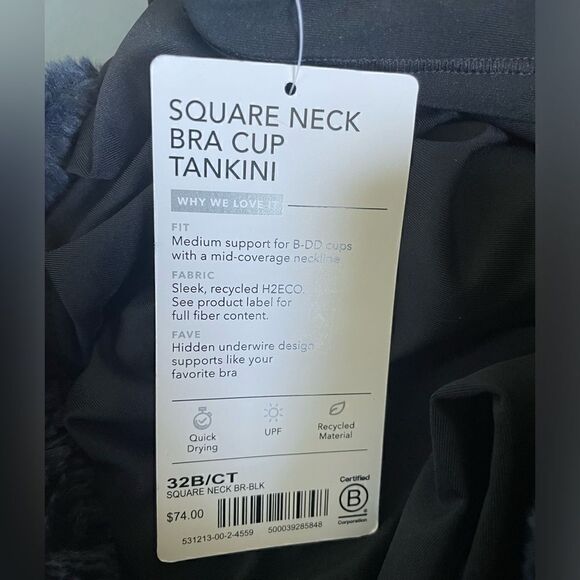 SQUARE NECK
BRA CUP
TANKINI
WHY WE LOVE IT
FIT
Medium support for B-DD cups
with a mid-coverage neckline
FABRIC
Sleek, recycled H2ECO.
See product label for
full fiber content.
FAVE
Hidden underwire design
supports like your
favorite bra
Quick
Drying
UPF
Recycled
Material
32B/CT
SQUARE NECK BR-BLK
$74.00
531213-00-2-4559 500039285848
Certified
B
Corporation